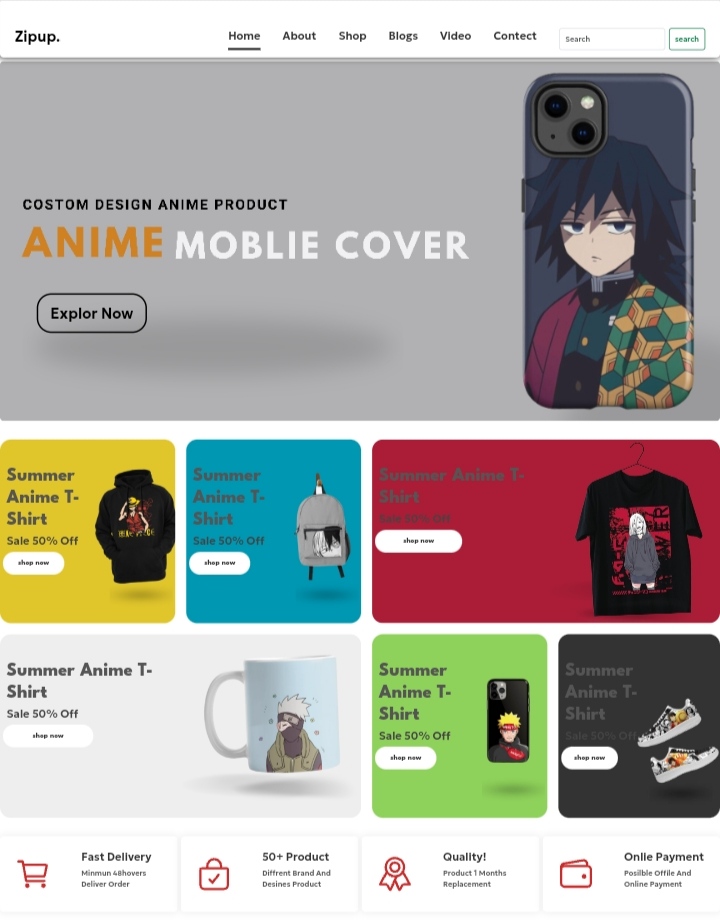 Zipup.
Home About Shop Blogs Video Contect
Search
search
COSTOM DESIGN ANIME PRODUCT
ANIME MOBLIE COVER
Explor Now
Summer
Anime T-
Shirt
Sale 50% Off
shop now
Summer
Anime T-
Shirt
Sale 50% Off
shop now
Summer Anime T-
Shirt
Sale 50% Off
shop now
Summer Anime T-
Shirt
Sale 50% Off
shop now
Summer
Anime T-
Shirt
Sale 50% Off
shop now
Summer
Anime T-
Shirt
Sale 50% Off
shop now
Fast Delivery
Minmun 48hovers
Deliver Order
50+ Product
Diffrent Brand And
Desines Product
Quality!
Product 1 Months
Replacement
Onlie Payment
Posilble Offile And
Online Payment